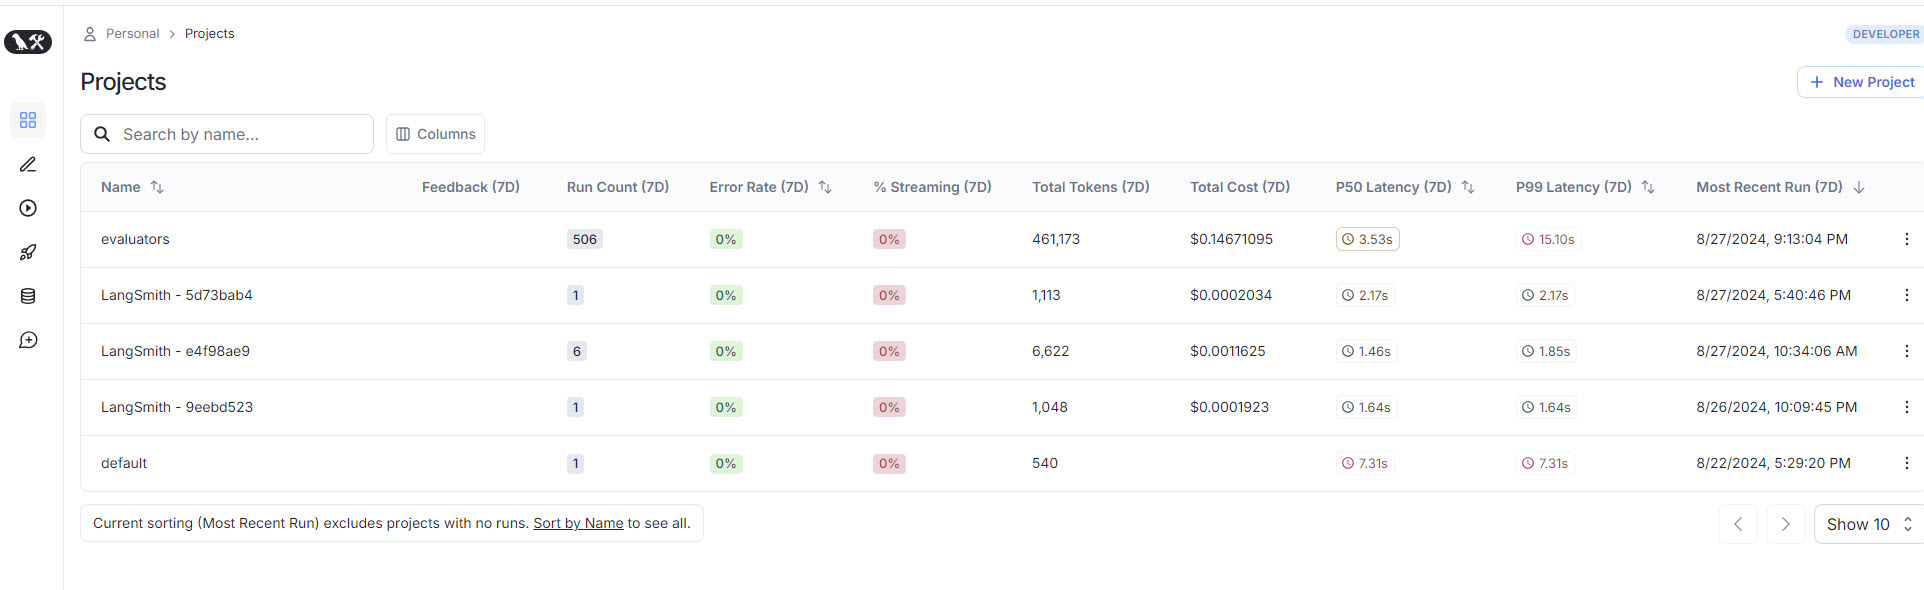 Personal > Projects
DEVELOPER
Projects
+ New Project
Search by name...
Columns
Name Feedback (7D) Run Count (7D) Error Rate (7D) % Streaming (7D) Total Tokens (7D) Total Cost (7D) P50 Latency (7D) P99 Latency (7D) Most Recent Run (7D)
evaluators 506 0% 0% 461,173 $0.14671095 3.53s 15.10s 8/27/2024, 9:13:04 PM
LangSmith - 5d73bab4 1 0% 0% 1,113 $0.0002034 2.17s 2.17s 8/27/2024, 5:40:46 PM
LangSmith - e4f98ae9 6 0% 0% 6,622 $0.0011625 1.46s 1.85s 8/27/2024, 10:34:06 AM
LangSmith - 9eebd523 1 0% 0% 1,048 $0.0001923 1.64s 1.64s 8/26/2024, 10:09:45 PM
default 1 0% 0% 540 7.31s 7.31s 8/22/2024, 5:29:20 PM
Current sorting (Most Recent Run) excludes projects with no runs. Sort by Name to see all.
Show 10